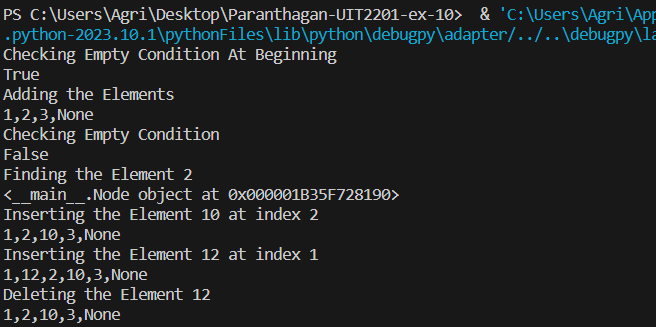 PS C:\Users\Agri\Desktop\Paranthagan-UIT2201-ex-10>  & 'C:\Users\Agri\App
.python-2023.10.1\pythonFiles\lib\python\debugpy\adapter/../..\debugpy\la
Checking Empty Condition At Beginning
True
Adding the Elements
1,2,3,None
Checking Empty Condition
False
Finding the Element 2
<__main__.Node object at 0x000001B35F728190>
Inserting the Element 10 at index 2
1,2,10,3,None
Inserting the Element 12 at index 1
1,12,2,10,3,None
Deleting the Element 12
1,2,10,3,None